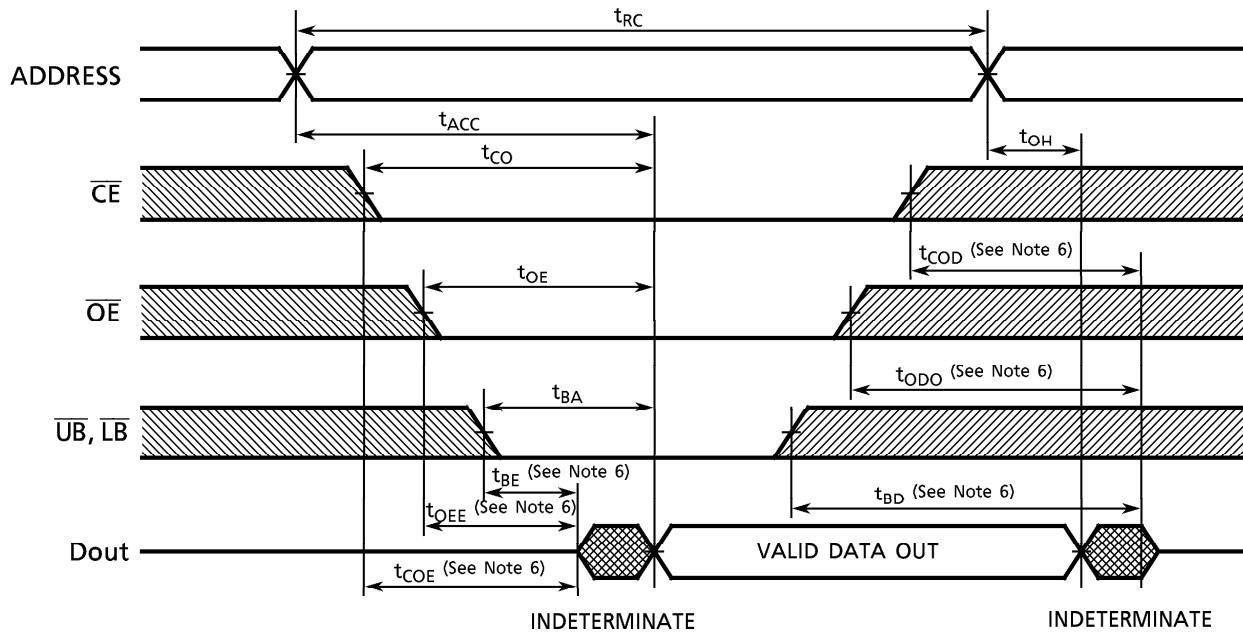 tRC
ADDRESS
tACC
tOH
tCO
CE
tCOD (See Note 6)
tOE
OE
tODO (See Note 6)
tBA
UB, LB
tBE (See Note 6)
tBD (See Note 6)
tOEE (See Note 6)
Dout
VALID DATA OUT
tCOE (See Note 6)
INDETERMINATE
INDETERMINATE